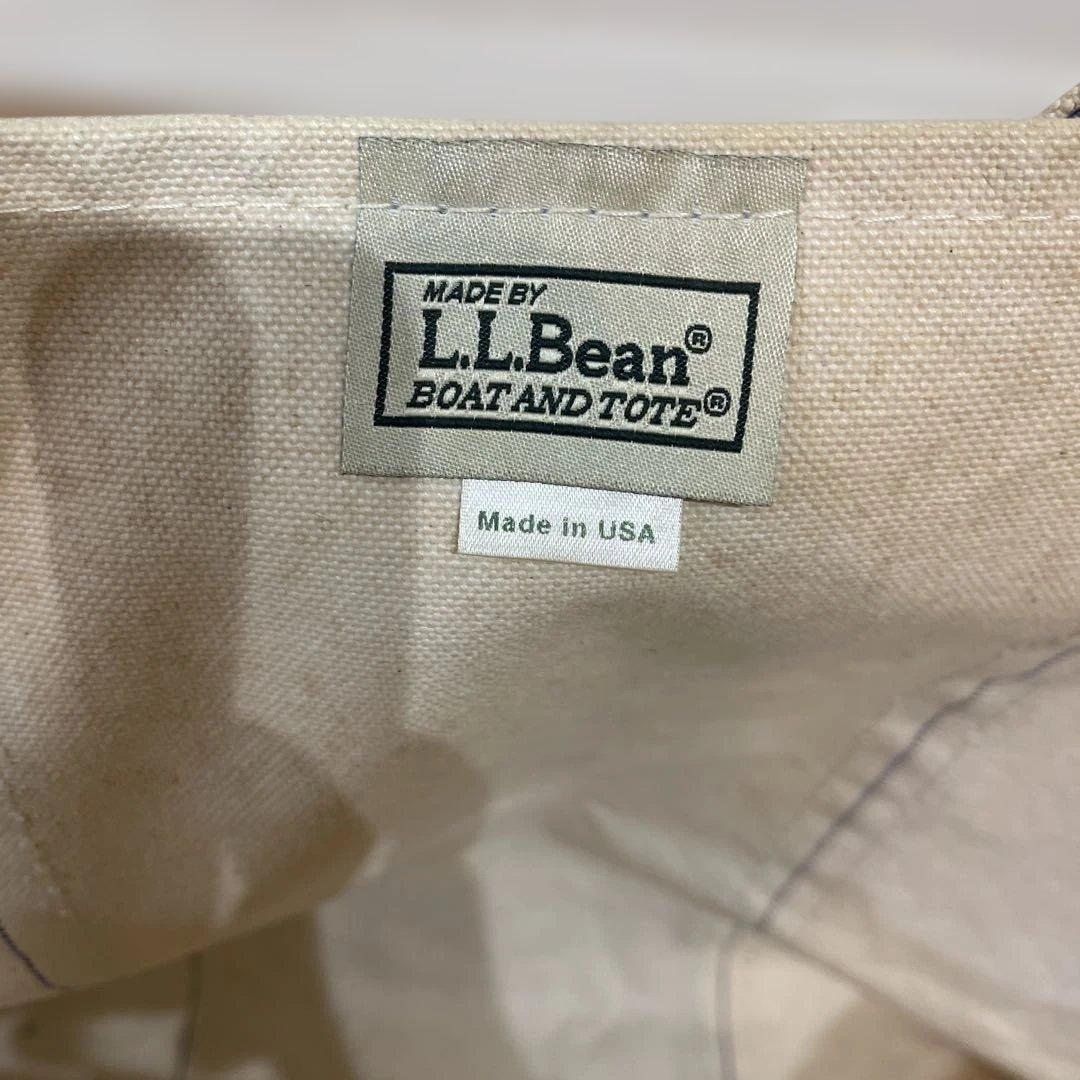 MADE BY
L.L.Bean®
BOAT AND TOTE®
Made in USA